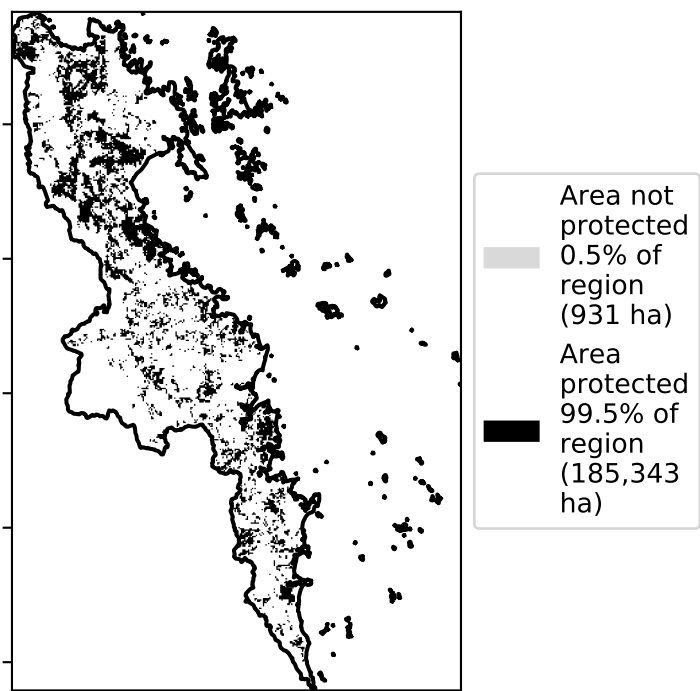 Area not
protected
0.5% of
region
(931 ha)
Area
protected
99.5% of
region
(185,343
ha)